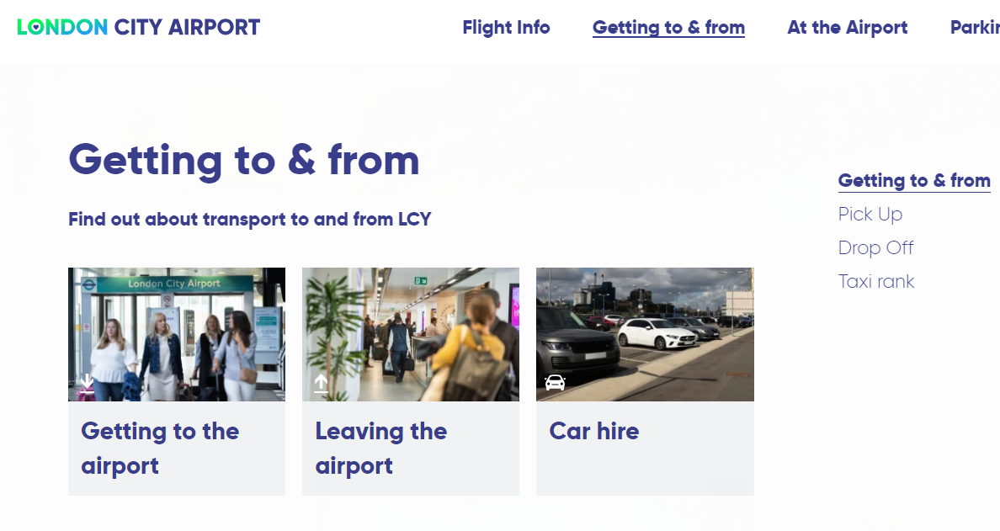 LONDON CITY AIRPORT
Flight Info
Getting to & from
At the Airport
Getting to & from
Find out about transport to and from LCY
London City Airport
Getting to the
airport
Leaving the
airport
Car hire
Getting to & from
Pick Up
Drop Off
Taxi rank